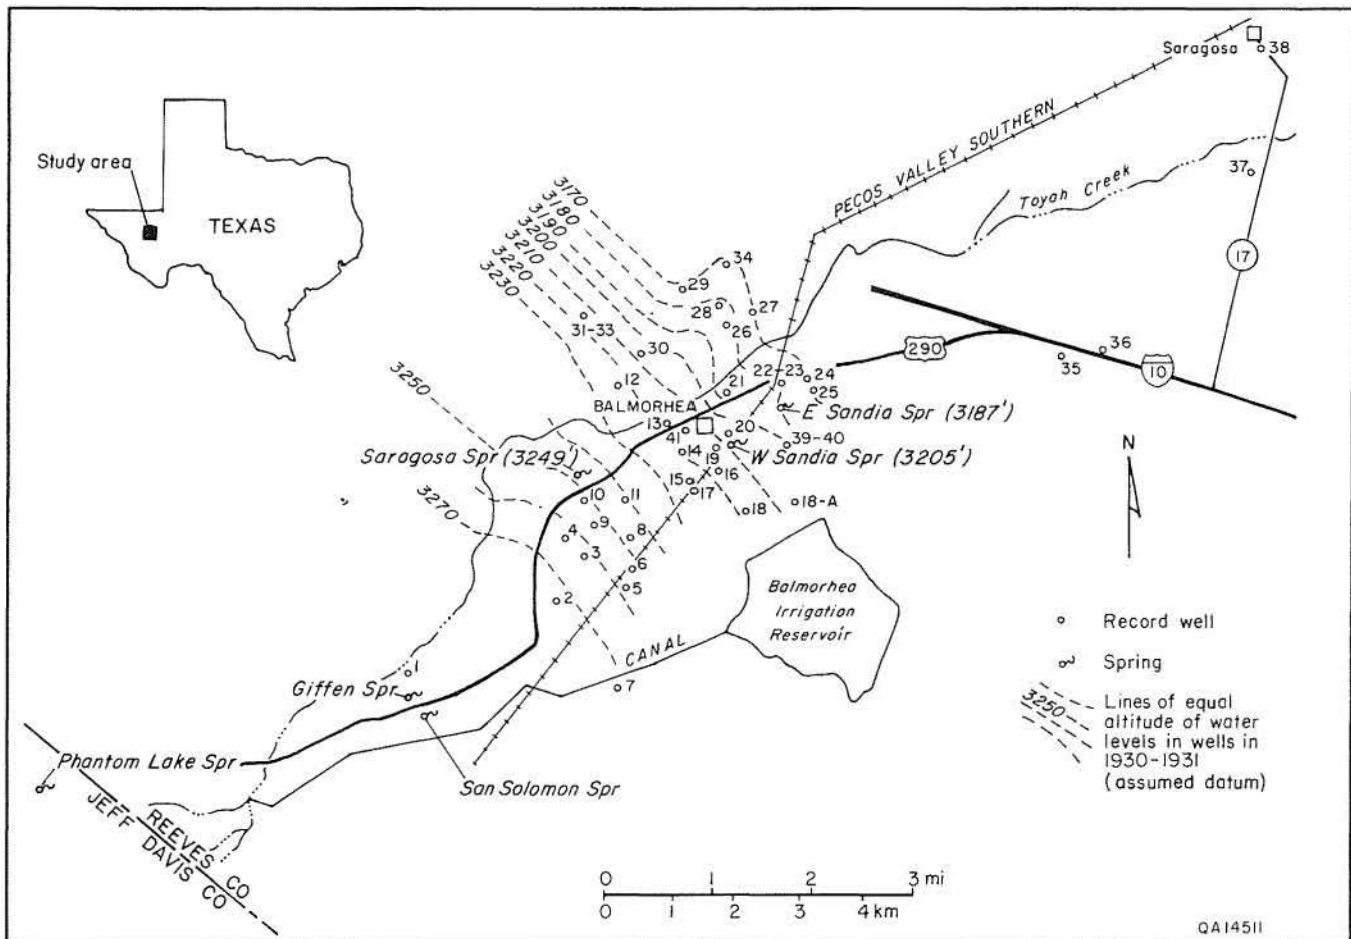 Saragosa
38
Study area
TEXAS
PECOS VALLEY SOUTHERN
Toyah Creek
37
17
3170
3180
3190
3200
3210
3220
3230
34
29
28
27
26
31-33
30
290
36
35
10
12
22-23
24
21
25
BALMORHEA
E Sandia Spr (3187')
3250
13
41
20
39-40
Saragosa Spr (3249')
14
19
W Sandia Spr (3205')
16
15
17
N
3270
10
11
18
18-A
9
4
8
3
6
5
2
Balmorhea
Irrigation
Reservoir
CANAL
7
1
Giffen Spr
San Solomon Spr
Phantom Lake Spr
REEVES CO
JEFF DAVIS CO
Record well
Spring
3250
Lines of equal
altitude of water
levels in wells in
1930-1931
(assumed datum)
0 1 2 3 mi
0 1 2 3 4 km
QA14511